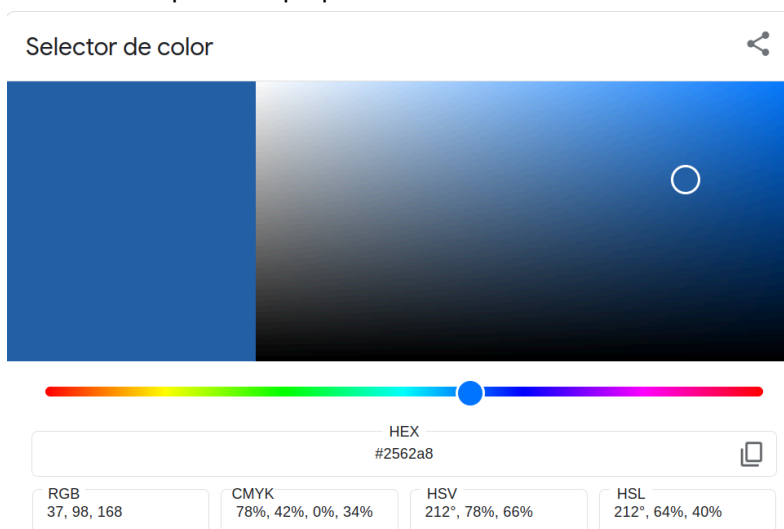 Selector de color
HEX
#2562a8
RGB
37, 98, 168
CMYK
78%, 42%, 0%, 34%
HSV
212°, 78%, 66%
HSL
212°, 64%, 40%